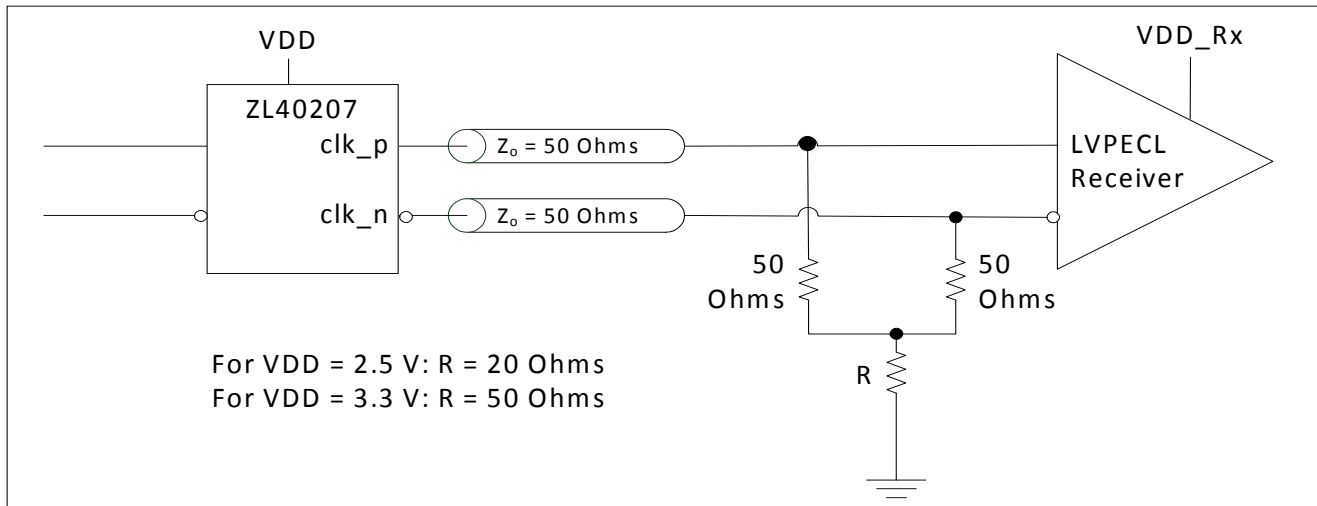 VDD
VDD_Rx
ZL40207
clk_p
Zo = 50 Ohms
LVPECL
Receiver
clk_n
Zo = 50 Ohms
50
Ohms
50
Ohms
For VDD = 2.5 V: R = 20 Ohms
For VDD = 3.3 V: R = 50 Ohms
R